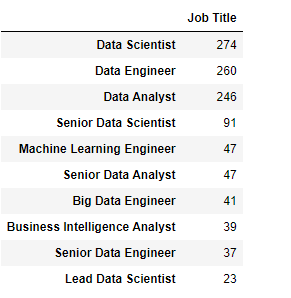 Job Title
Data Scientist 274
Data Engineer 260
Data Analyst 246
Senior Data Scientist 91
Machine Learning Engineer 47
Senior Data Analyst 47
Big Data Engineer 41
Business Intelligence Analyst 39
Senior Data Engineer 37
Lead Data Scientist 23